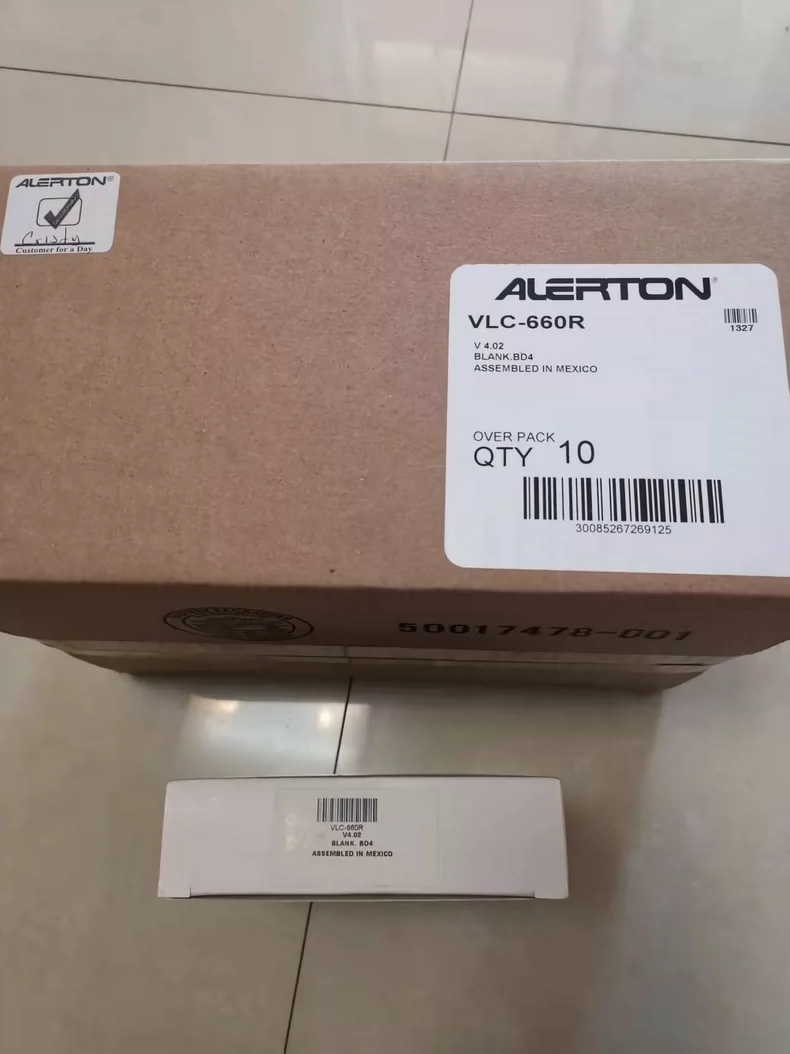 ALERTON®
Cristy
Customer for a Day
ALERTON®
VLC-660R
1327
V 4.02
BLANK.BD4
ASSEMBLED IN MEXICO
OVER PACK
QTY 10
30085267269125
50017478-001
VLC-660R
V4.02
BLANK. BD4
ASSEMBLED IN MEXICO